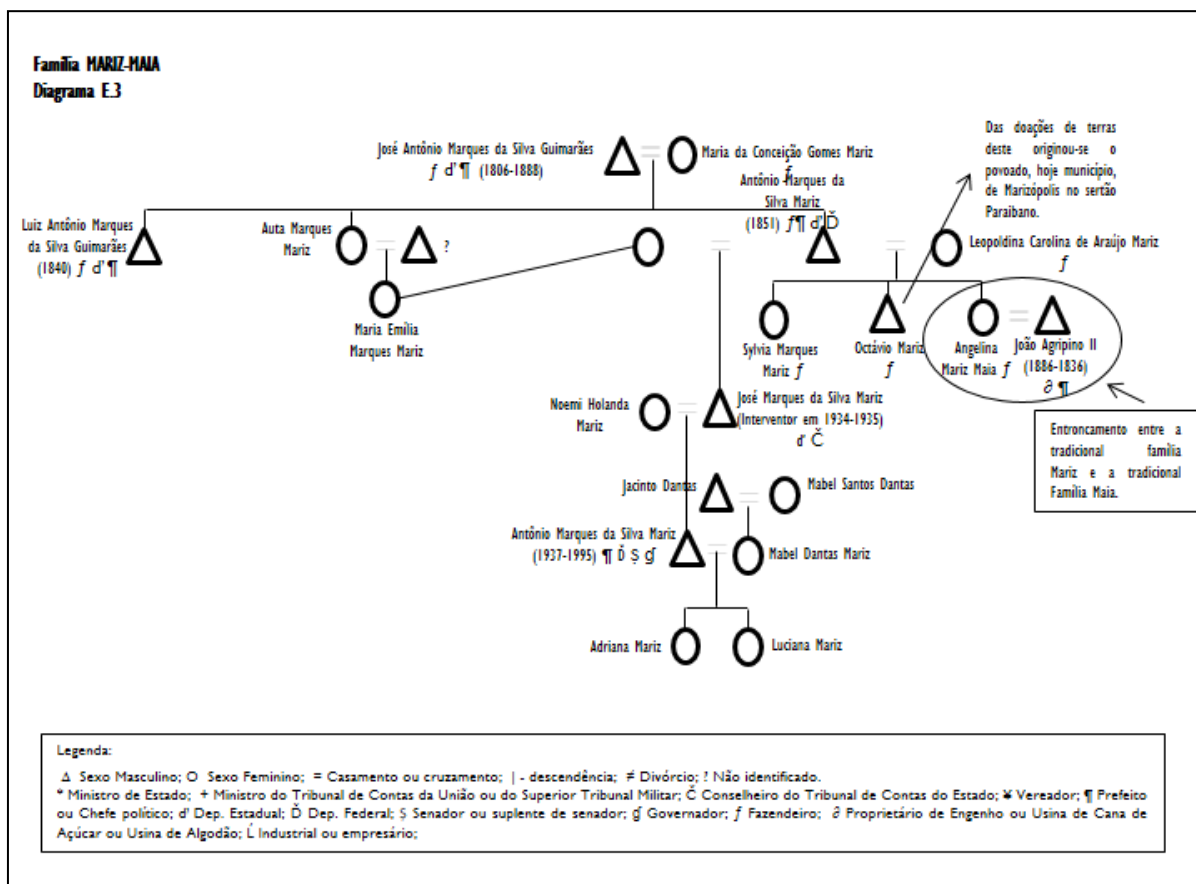 Família MARIZ-MAIA
Diagrama E.3
José Antônio Marques da Silva Guimarães
ƒ ď ¶ (1806-1888)
Maria da Conceição Gomes Mariz
ƒ
Das doações de terras
deste originou-se o
povoado, hoje município,
de Marizópolis no sertão
Paraibano.
Luiz Antônio Marques
da Silva Guimarães
(1840) ƒ ď ¶
Auta Marques
Mariz
?
Antônio Marques da
Silva Mariz
(1851) ƒ¶ ď Ď
Leopoldina Carolina de Araújo Mariz
ƒ
Maria Emília
Marques Mariz
Sylvia Marques
Mariz ƒ
Octávio Mariz
ƒ
Angelina
Mariz Maia ƒ
João Agripino II
(1886-1836)
∂ ¶
Noemi Holanda
Mariz
José Marques da Silva Mariz
(Interventor em 1934-1935)
ď Č
Entroncamento entre a
tradicional família
Mariz e a tradicional
Família Maia.
Jacinto Dantas
Mabel Santos Dantas
Antônio Marques da Silva Mariz
(1937-1995) ¶ Ď Ş ɠ
Mabel Dantas Mariz
Adriana Mariz
Luciana Mariz
Legenda:
Δ Sexo Masculino; O Sexo Feminino; = Casamento ou cruzamento; | - descendência; ≠ Divórcio; ? Não identificado.
* Ministro de Estado; + Ministro do Tribunal de Contas da União ou do Superior Tribunal Militar; Č Conselheiro do Tribunal de Contas do Estado; ¥ Vereador; ¶ Prefeito
ou Chefe político; ď Dep. Estadual; Ď Dep. Federal; Ş Senador ou suplente de senador; ɠ Governador; ƒ Fazendeiro; ∂ Proprietário de Engenho ou Usina de Cana de
Açúcar ou Usina de Algodão; Ĺ Industrial ou empresário;